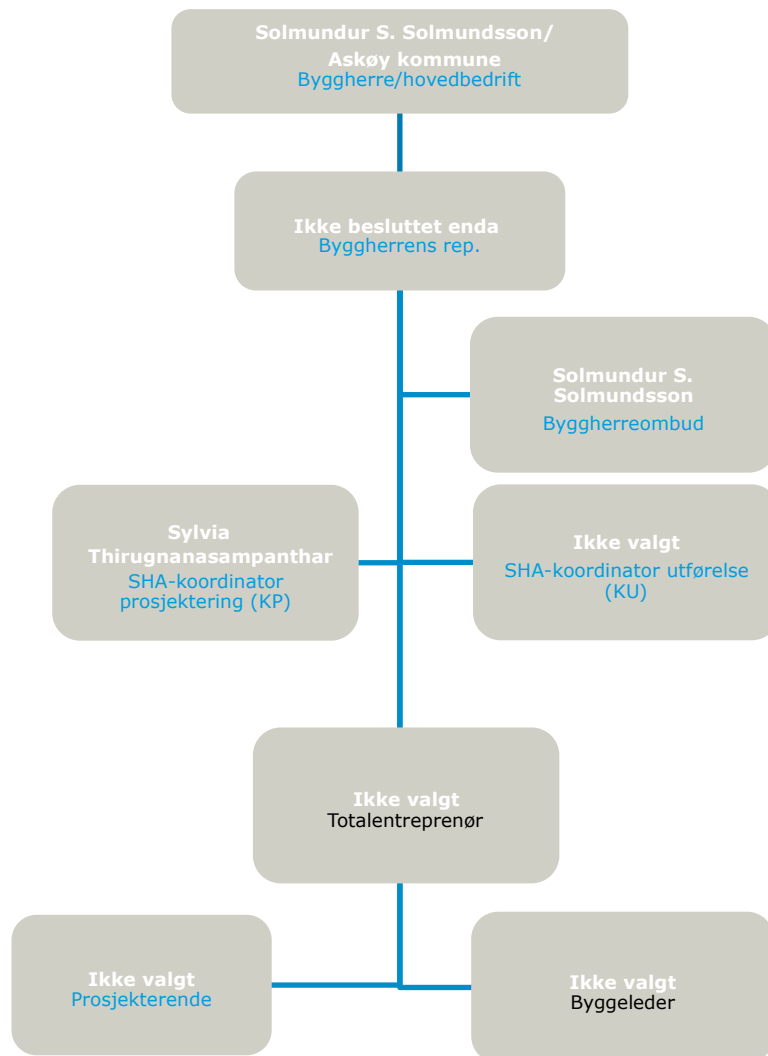 Solmundur S. Solmundsson/
Askøy kommune
Byggherre/hovedbedrift
Ikke besluttet enda
Byggherrens rep.
Solmundur S.
Solmundsson
Byggherreombud
Sylvia
Thirugnanasampanthar
SHA-koordinator
prosjektering (KP)
Ikke valgt
SHA-koordinator utførelse
(KU)
Ikke valgt
Totalentreprenør
Ikke valgt
Prosjekterende
Ikke valgt
Byggeleder